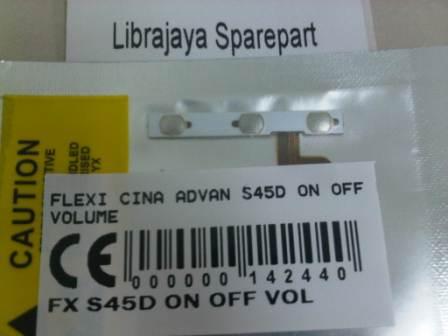 Librajaya Sparepart
CAUTION
FLEXI CINA ADVAN S45D ON OFF
VOLUME
CE
000000 142440
FX S45D ON OFF VOL